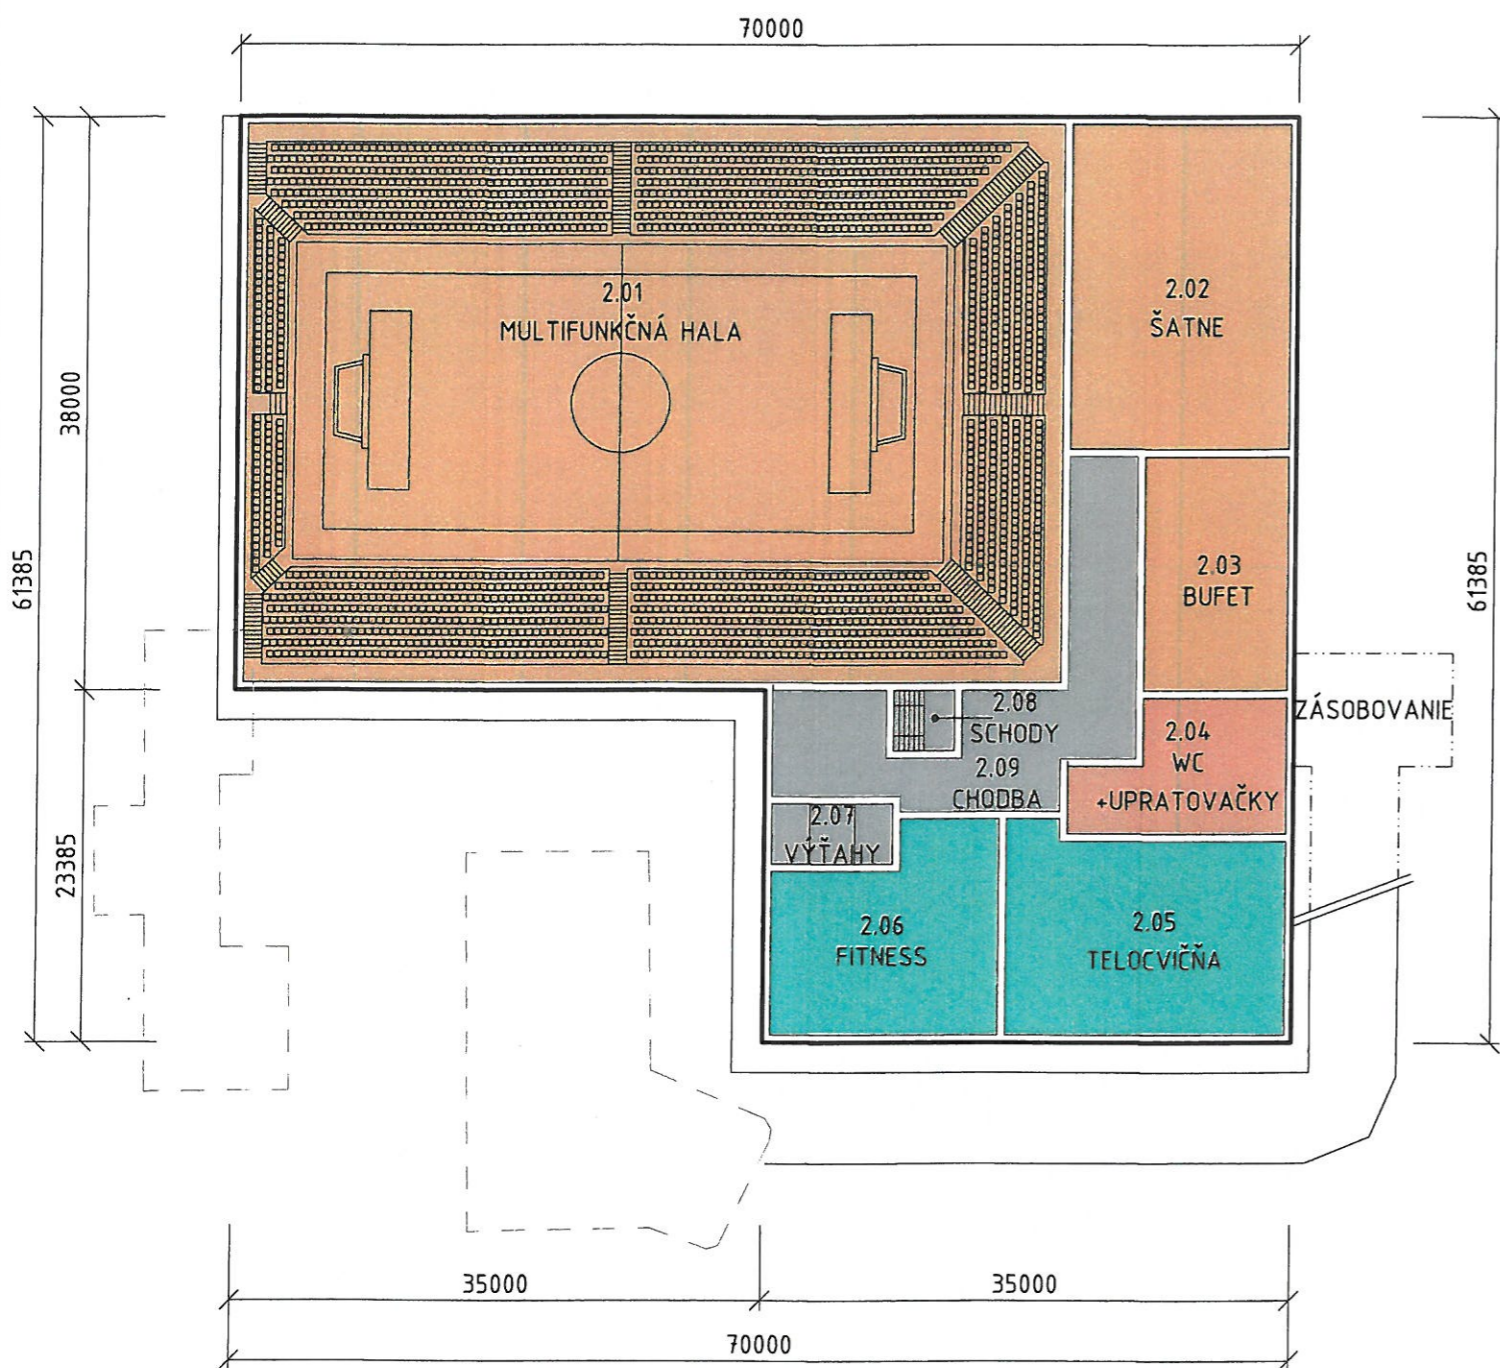 70000
2.01
MULTIFUNKČNÁ HALA
2.02
ŠATNE
38000
61385
61385
2.03
BUFET
ZÁSOBOVANIE
2.08
SCHODY
2.04
WC
+UPRATOVAČKY
2.09
CHODBA
2.07
VÝŤAHY
23385
2.06
FITNESS
2.05
TELOCVIČŇA
35000
35000
70000